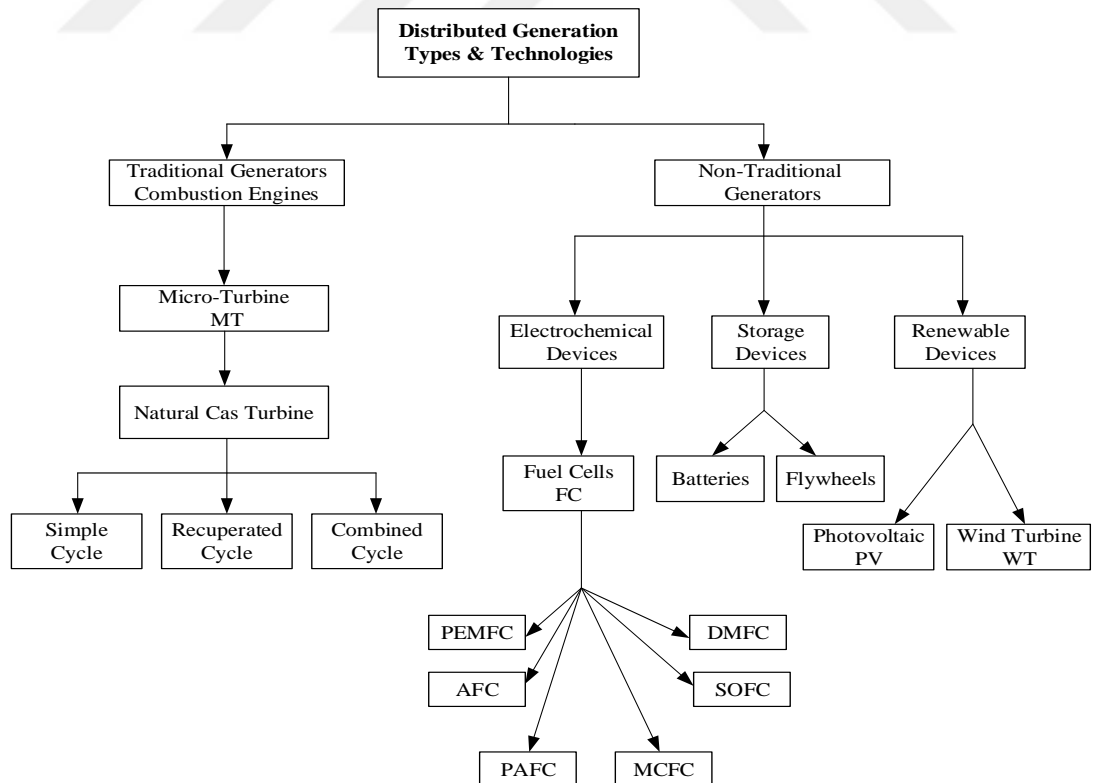 Distributed Generation
Types & Technologies
Traditional Generators
Combustion Engines
Non-Traditional
Generators
Micro-Turbine
MT
Electrochemical
Devices
Storage
Devices
Renewable
Devices
Natural Cas Turbine
Fuel Cells
FC
Batteries
Flywheels
Simple
Cycle
Recuperated
Cycle
Combined
Cycle
Photovoltaic
PV
Wind Turbine
WT
PEMFC
DMFC
AFC
SOFC
PAFC
MCFC